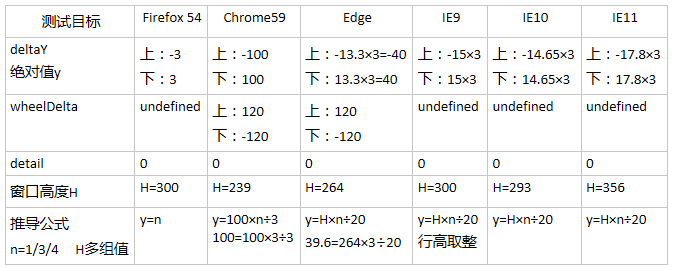 测试目标 Firefox 54 Chrome59 Edge IE9 IE10 IE11
deltaY 上：-3 上：-100 上：-13.3×3=-40 上：-15×3 上：-14.65×3 上：-17.8×3
绝对值y 下：3 下：100 下：13.3×3=40 下：15×3 下：14.65×3 下：17.8×3
wheelDelta undefined 上：120 上：120 undefined undefined undefined
下：-120 下：-120
detail 0 0 0 0 0 0
窗口高度H H=300 H=239 H=264 H=300 H=293 H=356
推导公式 y=n y=100×n÷3 y=H×n÷20 y=H×n÷20 y=H×n÷20 y=H×n÷20
n=1/3/4 H多组值 100=100×3÷3 39.6=264×3÷20 行高取整